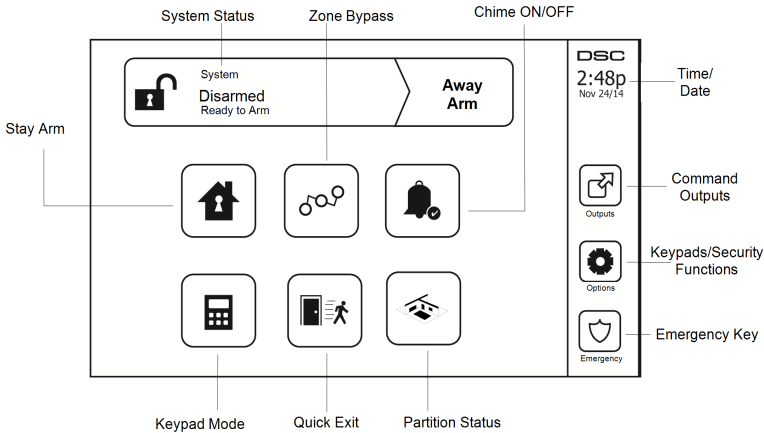 System Status
Zone Bypass
Chime ON/OFF
DSC
System
Disarmed
Ready to Arm
Away
Arm
2:48p
Nov 24/14
Time/
Date
Stay Arm
Command
Outputs
Outputs
Keypads/Security
Functions
Options
Emergency Key
Emergency
Keypad Mode
Quick Exit
Partition Status